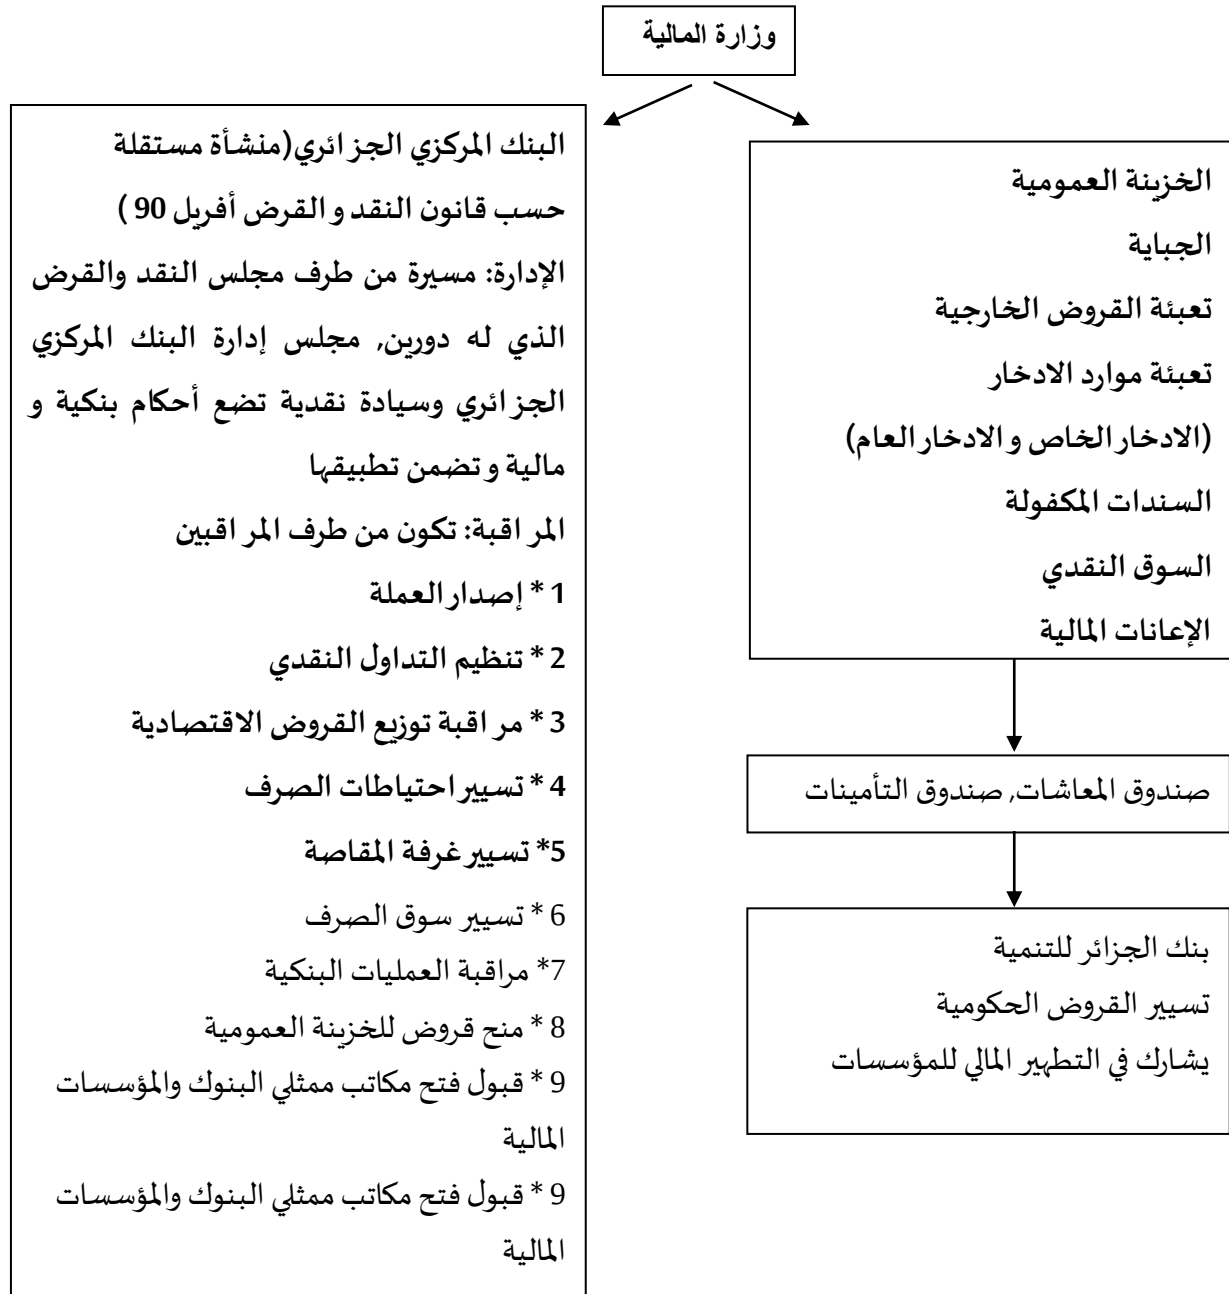 وزارة المالية
الخزينة العمومية
الجباية
تعبئة القروض الخارجية
تعبئة موارد الادخار
(الادخار الخاص و الادخار العام)
السندات المكفولة
السوق النقدي
الإعانات المالية
صندوق المعاشات, صندوق التأمينات
بنك الجزائر للتنمية
تسيير القروض الحكومية
يشارك في التطهير المالي للمؤسسات
البنك المركزي الجزائري(منشأة مستقلة
حسب قانون النقد و القرض أفريل 90 )
الإدارة: مسيرة من طرف مجلس النقد والقرض
الذي له دورين, مجلس إدارة البنك المركزي
الجزائري وسيادة نقدية تضع أحكام بنكية و
مالية و تضمن تطبيقها
المراقبة: تكون من طرف المراقبين
1 * إصدار العملة
2 * تنظيم التداول النقدي
3 * مراقبة توزيع القروض الاقتصادية
4 * تسيير احتياطات الصرف
5* تسيير غرفة المقاصة
6 * تسيير سوق الصرف
7* مراقبة العمليات البنكية
8 * منح قروض للخزينة العمومية
9 * قبول فتح مكاتب ممثلي البنوك والمؤسسات
المالية
9 * قبول فتح مكاتب ممثلي البنوك والمؤسسات
المالية